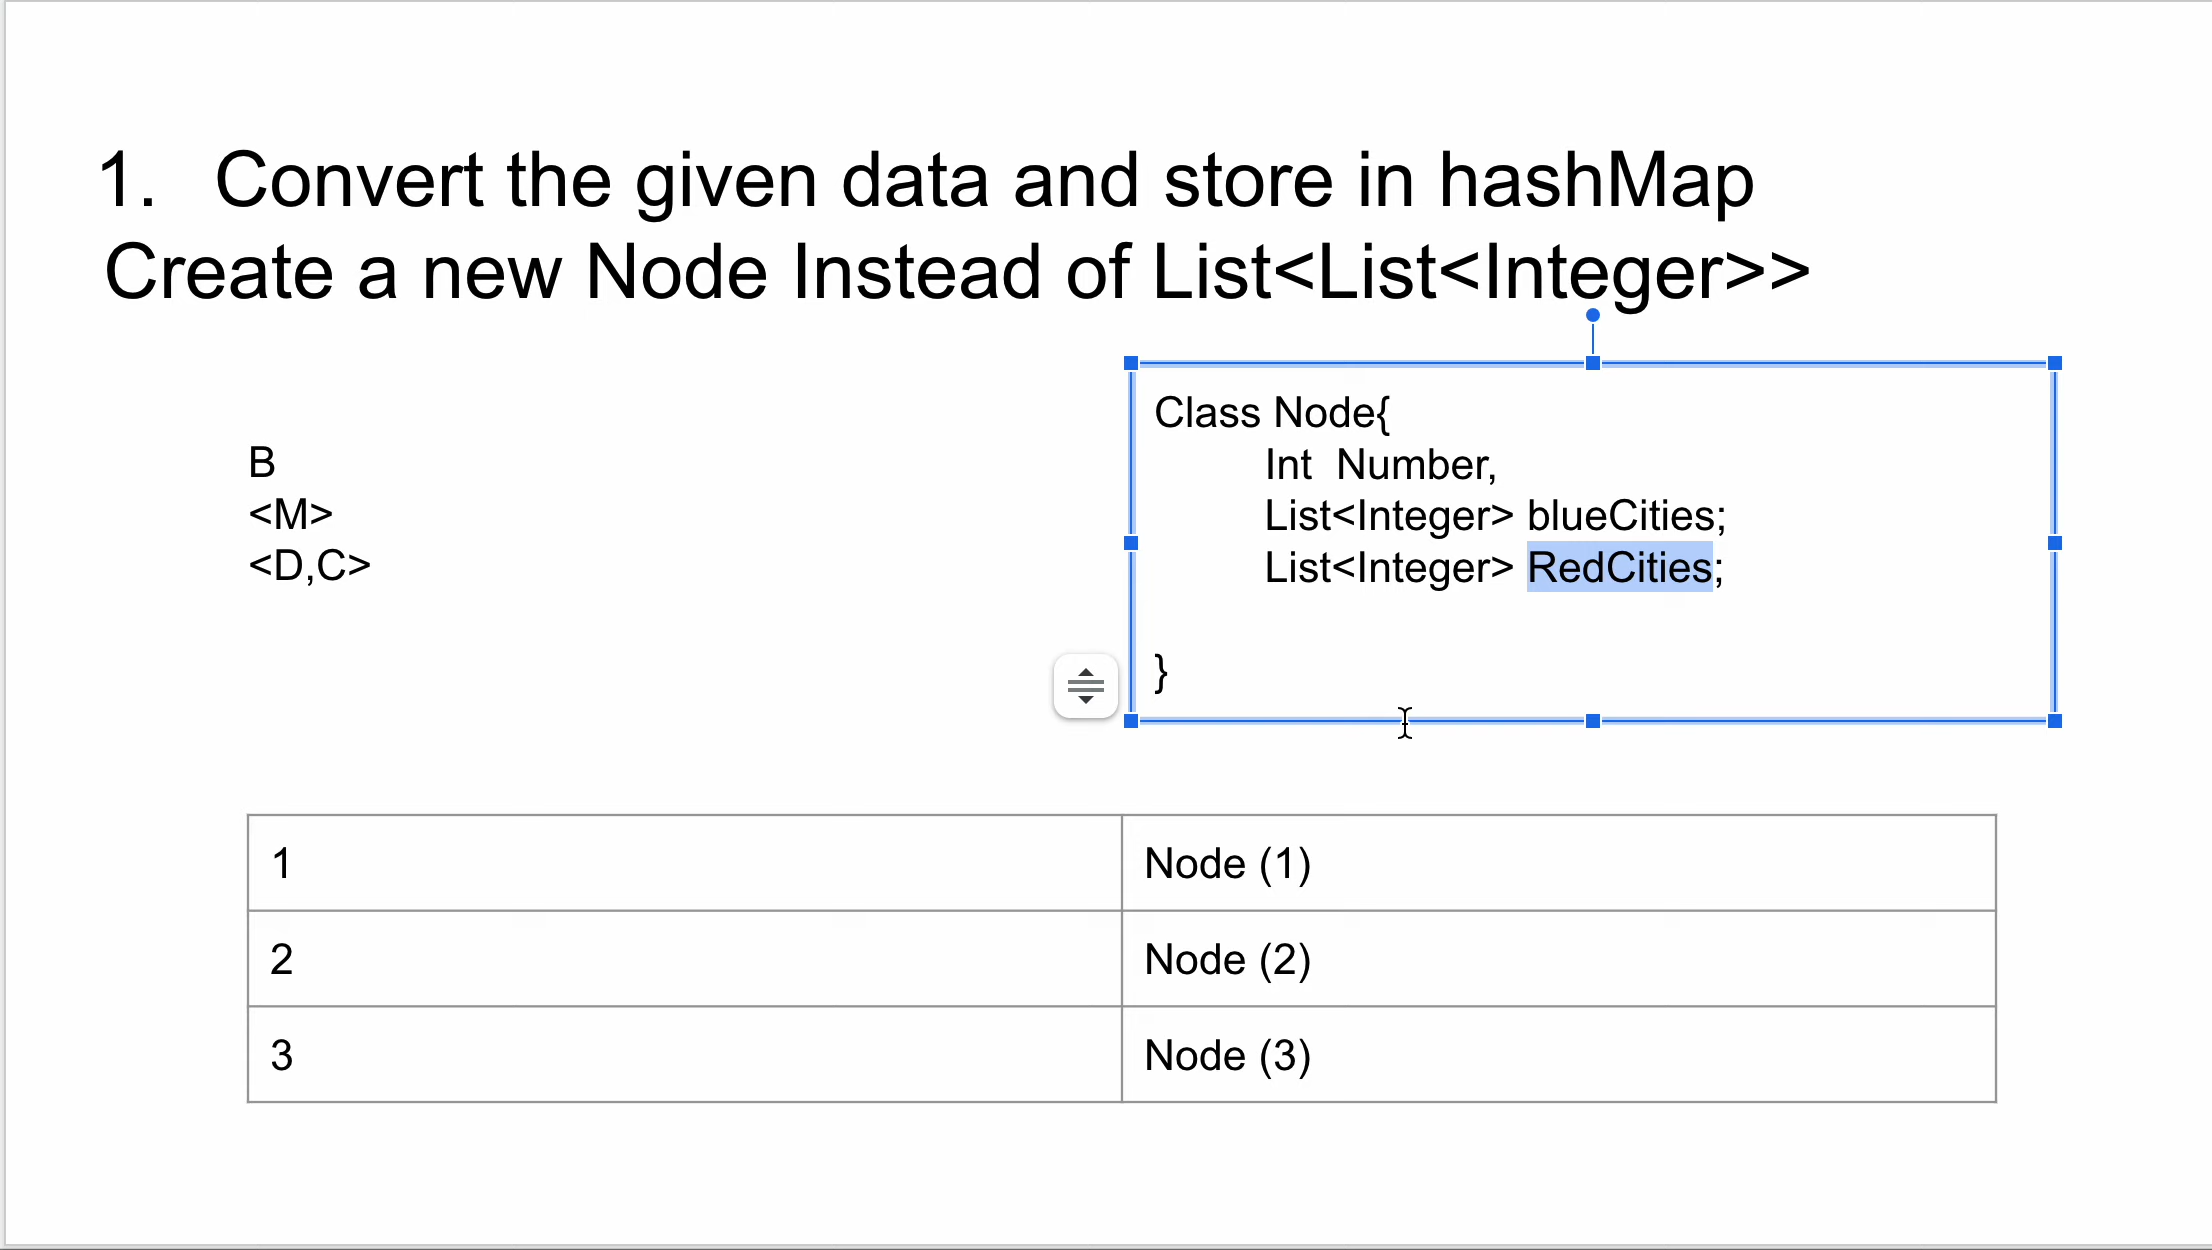 1. Convert the given data and store in hashMap
Create a new Node Instead of List<List<Integer>>
B
<M>
<D,C>
Class Node{
Int Number,
List<Integer> blueCities;
List<Integer> RedCities;
}
1 Node (1)
2 Node (2)
3 Node (3)